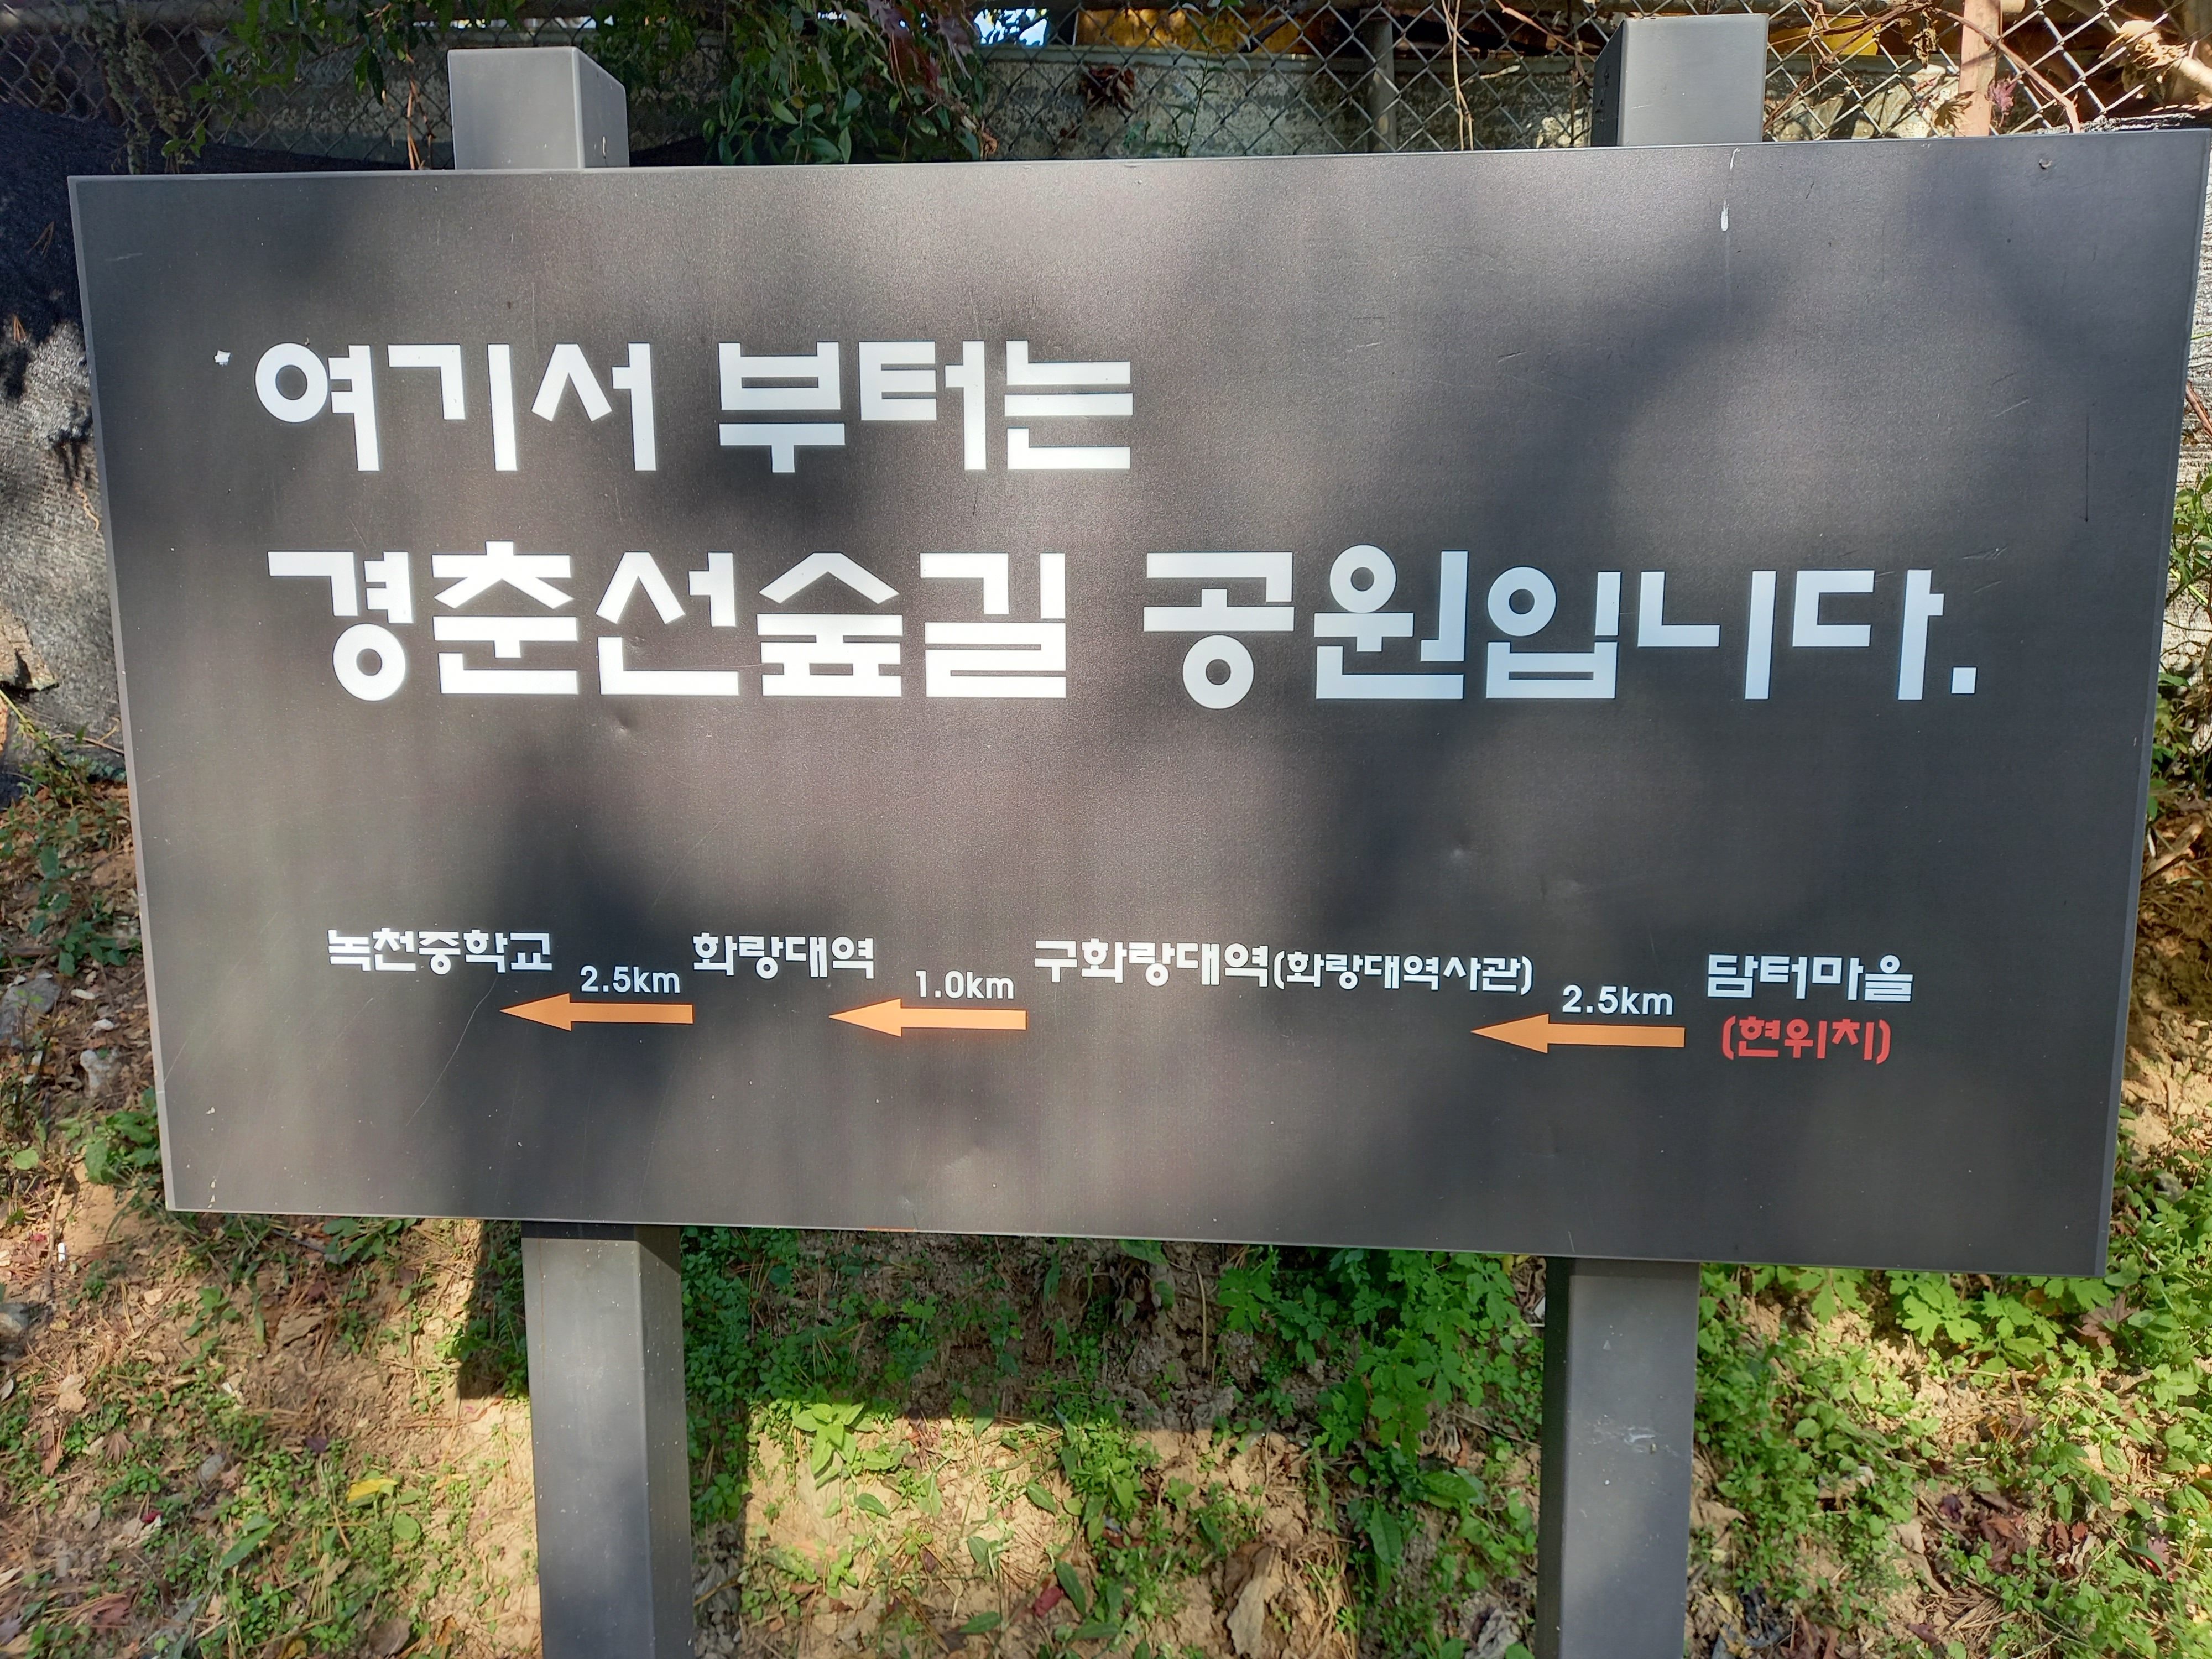 여기서 부터는
경춘선숲길 공원입니다.
녹천중학교 2.5km 화랑대역 1.0km 구화랑대역(화랑대역사관) 2.5km 담터마을
(현위치)